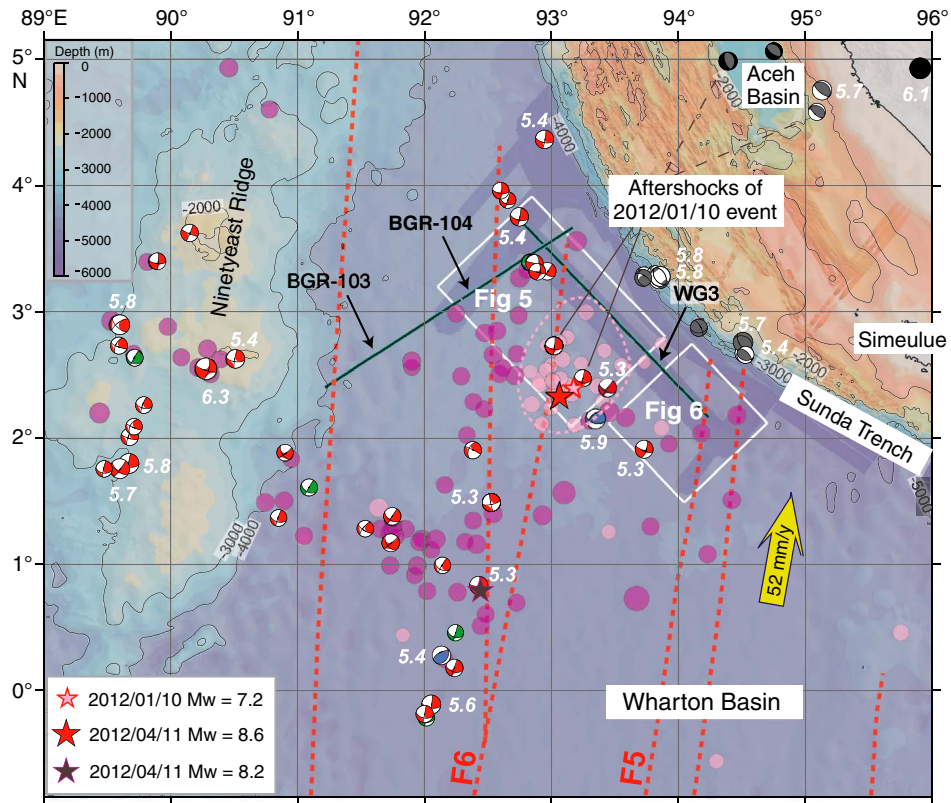 89°E 90° 91° 92° 93° 94° 95° 96°
5°
N
4°
3°
2°
1°
0°
Depth (m)
0
-1000
-2000
-3000
-4000
-5000
-6000
Aceh
Basin
5.7
6.1
-2000
5.4
-4000
Aftershocks of
2012/01/10 event
Ninetyeast Ridge
-2000
BGR-104
5.4
BGR-103
5.8
5.8
WG3
Fig 5
5.8
5.7
5.4
Simeulue
5.4
6.3
-2000
-3000
5.3
Fig 6
5.9
5.3
Sunda Trench
5.8
5.7
5.3
-5000
-3000
-4000
52 mm/y
5.3
5.4
5.6
2012/01/10 Mw = 7.2
2012/04/11 Mw = 8.6
2012/04/11 Mw = 8.2
Wharton Basin
F6
F5